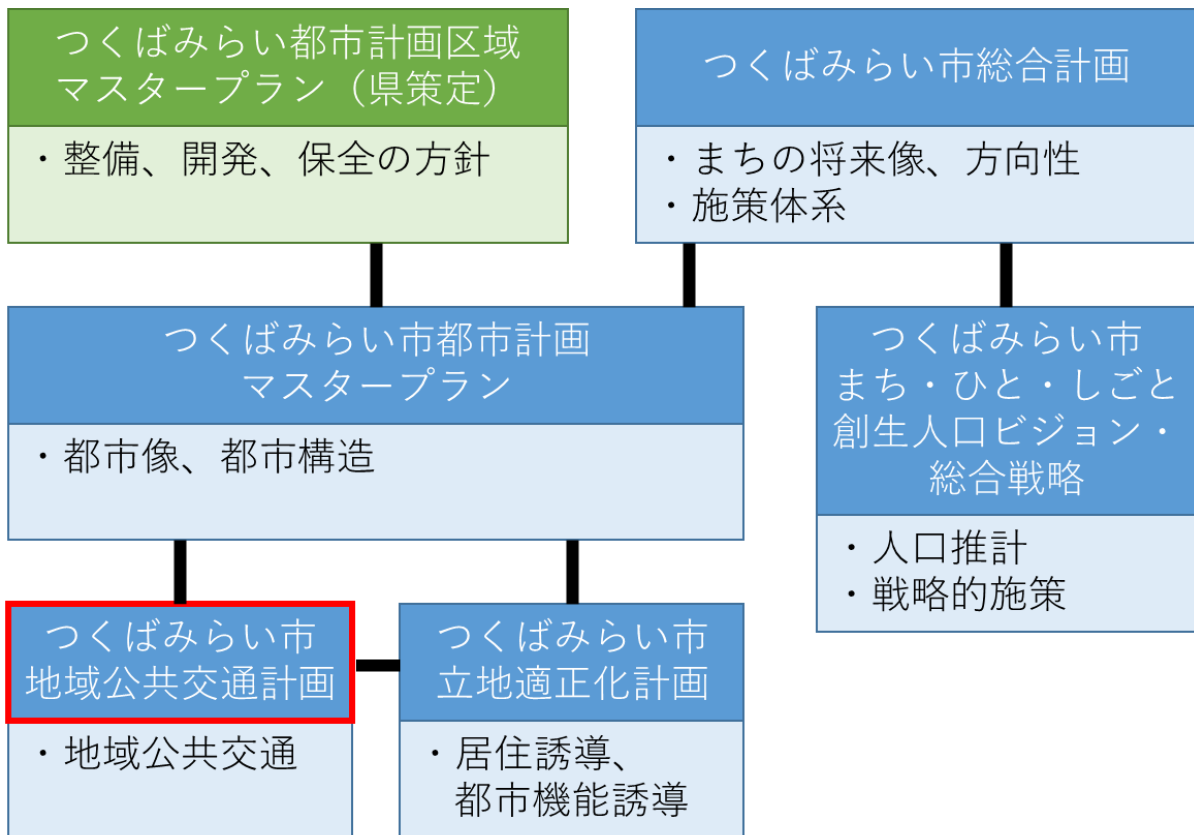 つくばみらい都市計画区域
マスタープラン（県策定）
・整備、開発、保全の方針
つくばみらい市総合計画
・まちの将来像、方向性
・施策体系
つくばみらい市都市計画
マスタープラン
・都市像、都市構造
つくばみらい市
まち・ひと・しごと
創生人口ビジョン・
総合戦略
・人口推計
・戦略的施策
つくばみらい市
地域公共交通計画
・地域公共交通
つくばみらい市
立地適正化計画
・居住誘導、
都市機能誘導